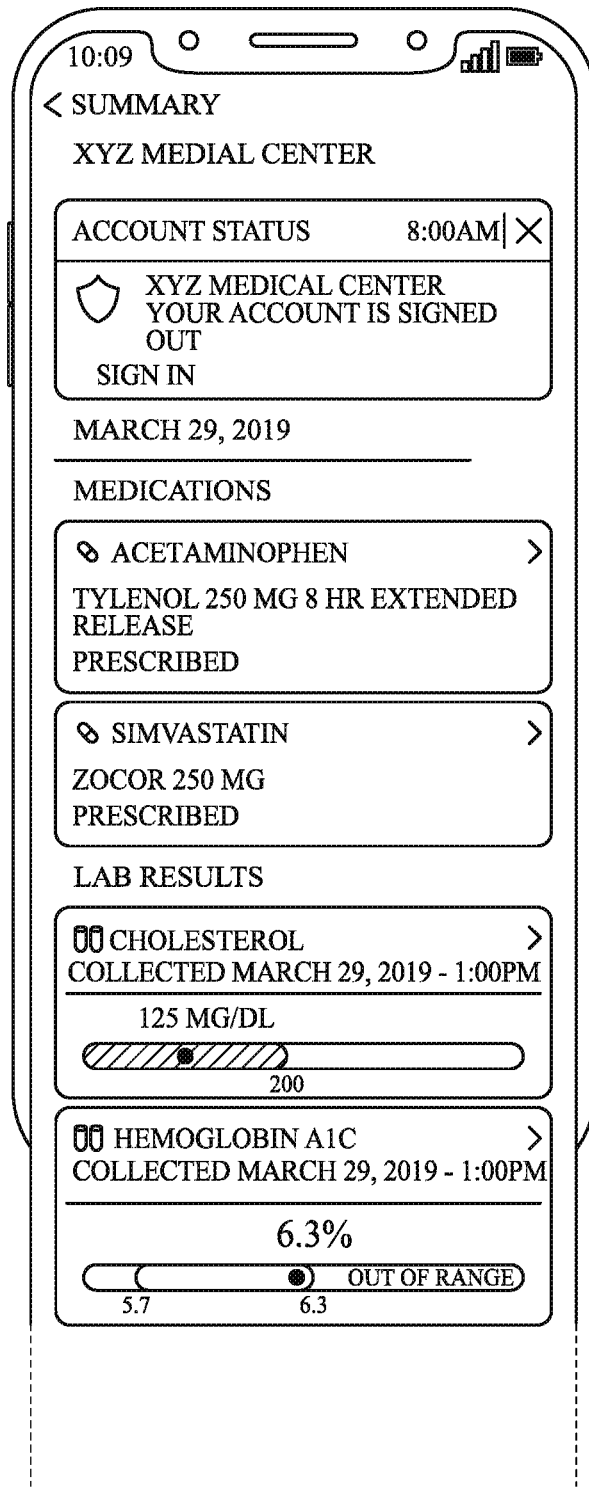 10:09
< SUMMARY
XYZ MEDIAL CENTER
ACCOUNT STATUS 8:00AM
XYZ MEDICAL CENTER
YOUR ACCOUNT IS SIGNED
OUT
SIGN IN
MARCH 29, 2019
MEDICATIONS
ACETAMINOPHEN >
TYLENOL 250 MG 8 HR EXTENDED
RELEASE
PRESCRIBED
SIMVASTATIN >
ZOCOR 250 MG
PRESCRIBED
LAB RESULTS
CHOLESTEROL >
COLLECTED MARCH 29, 2019 - 1:00PM
125 MG/DL
200
HEMOGLOBIN A1C >
COLLECTED MARCH 29, 2019 - 1:00PM
6.3%
OUT OF RANGE
5.7 6.3